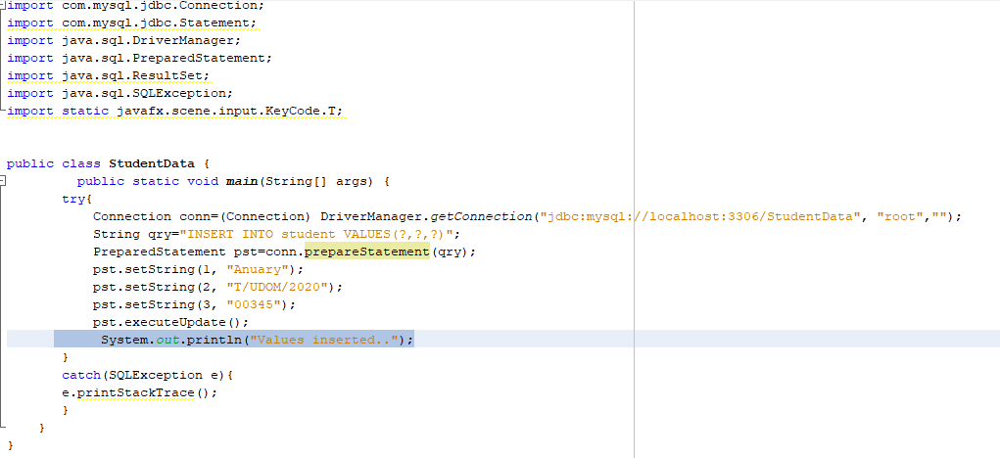 import com.mysql.jdbc.Connection;
import com.mysql.jdbc.Statement;
import java.sql.DriverManager;
import java.sql.PreparedStatement;
import java.sql.ResultSet;
import java.sql.SQLException;
import static javafx.scene.input.KeyCode.T;
public class StudentData {
public static void main(String[] args) {
try{
Connection conn=(Connection) DriverManager.getConnection("jdbc:mysql://localhost:3306/StudentData", "root","");
String qry="INSERT INTO student VALUES(?,?,?)";
PreparedStatement pst=conn.prepareStatement(qry);
pst.setString(1, "Anuary");
pst.setString(2, "T/UDOM/2020");
pst.setString(3, "00345");
pst.executeUpdate();
System.out.println("Values inserted..");
}
catch(SQLException e){
e.printStackTrace();
}
}
}